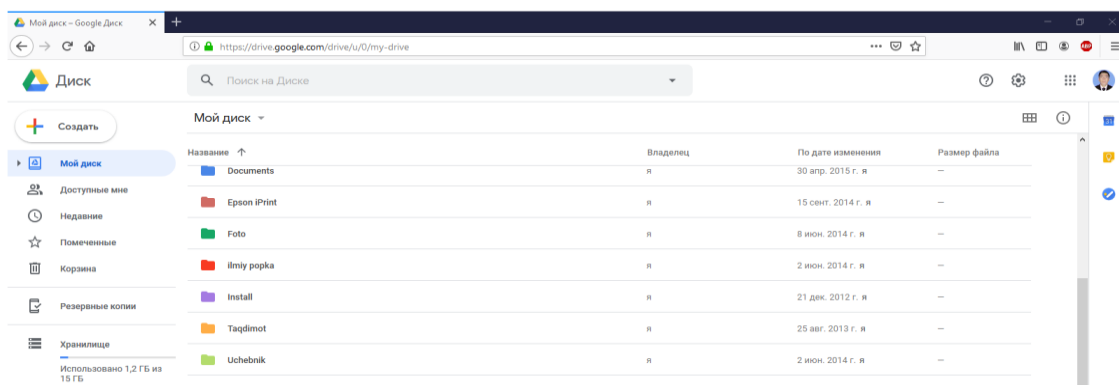 Мой диск – Google Диск
https://drive.google.com/drive/u/0/my-drive
ABP
Диск
Поиск на Диске
Создать
Мой диск
31
Название Владелец По дате изменения Размер файла
Мой диск
Доступные мне
Недавние
Помеченные
Корзина
Резервные копии
Хранилище
Использовано 1,2 ГБ из
15 ГБ
Documents я 30 апр. 2015 г. я —
Epson iPrint я 15 сент. 2014 г. я —
Foto я 8 июн. 2014 г. я —
ilmiy popka я 2 июн. 2014 г. я —
Install я 21 дек. 2012 г. я —
Taqdimot я 25 авг. 2013 г. я —
Uchebnik я 2 июн. 2014 г. я —